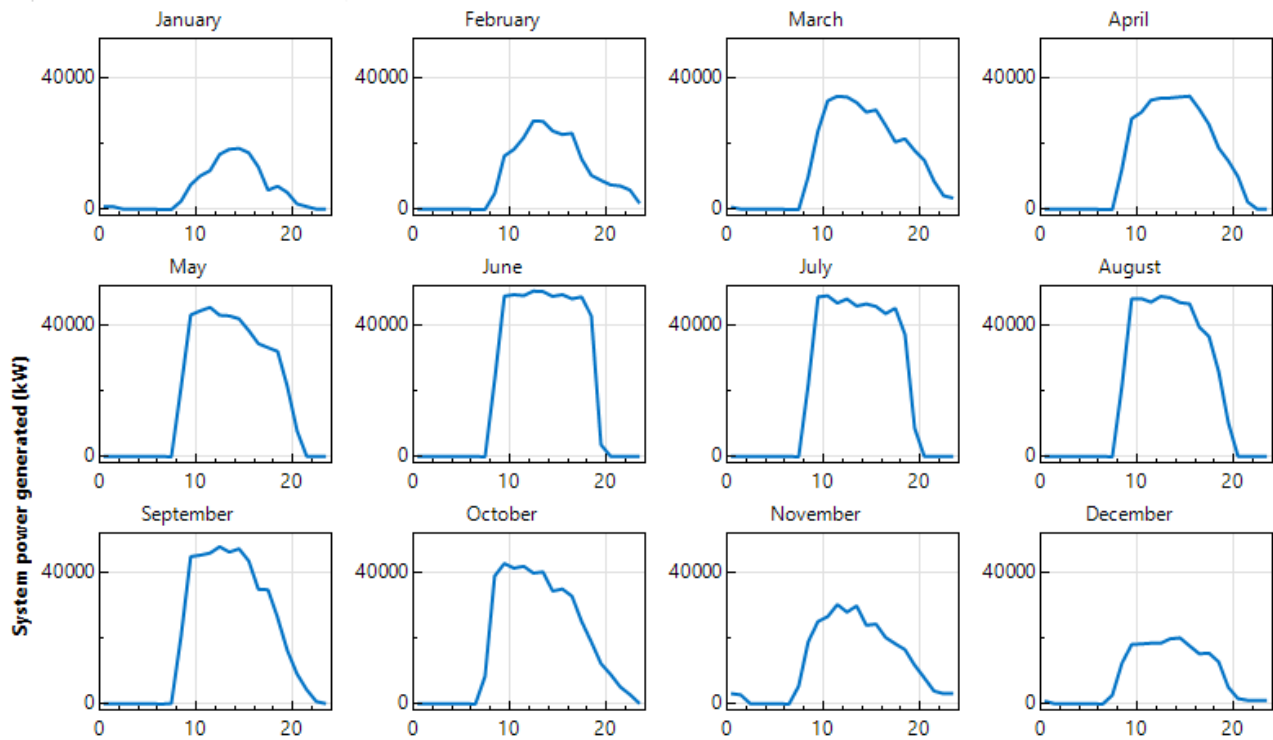 January February March April
40000 40000 40000 40000
0 0 0 0
0 10 20 0 10 20 0 10 20 0 10 20
May June July August
40000 40000 40000 40000
0 0 0 0
0 10 20 0 10 20 0 10 20 0 10 20
System power generated (kW)
September October November December
40000 40000 40000 40000
0 0 0 0
0 10 20 0 10 20 0 10 20 0 10 20